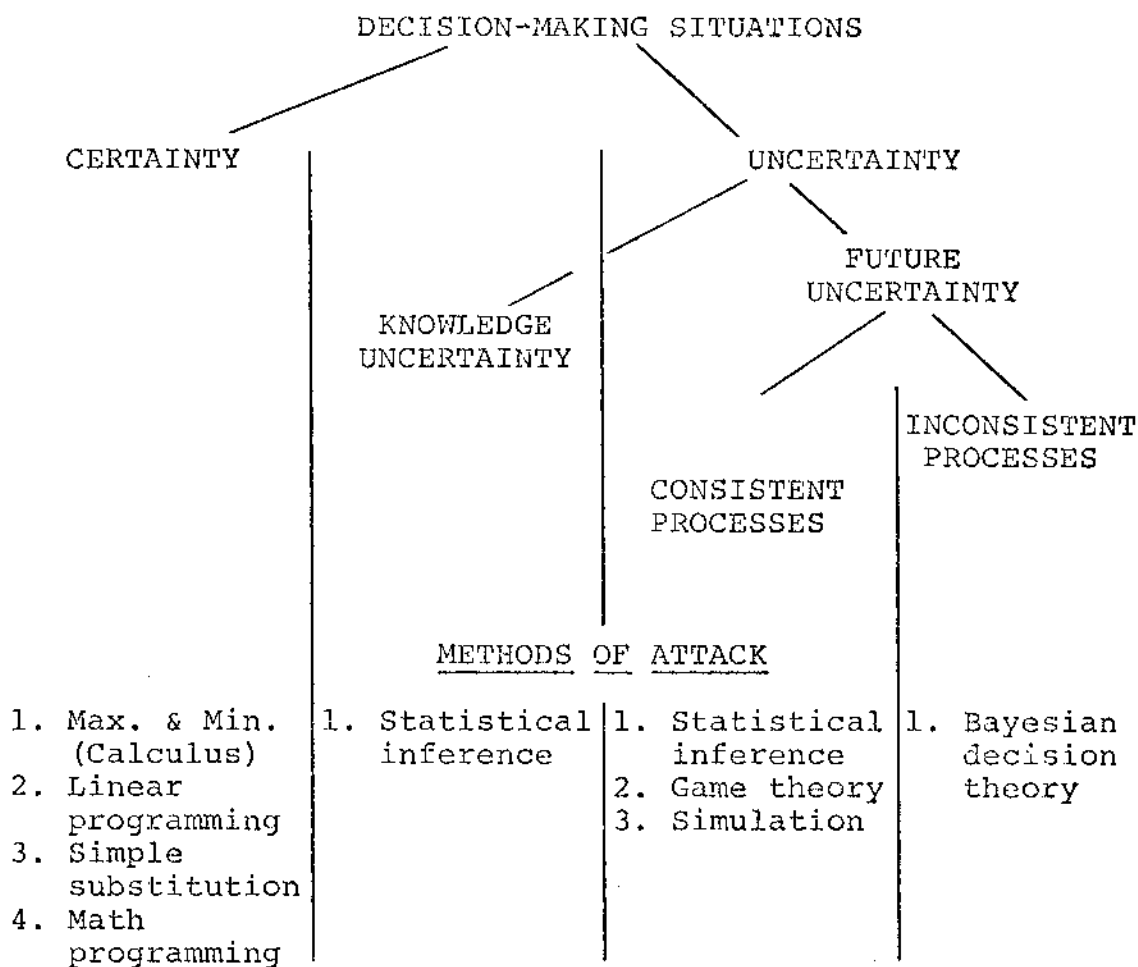 DECISION-MAKING SITUATIONS
CERTAINTY
UNCERTAINTY
KNOWLEDGE
UNCERTAINTY
FUTURE
UNCERTAINTY
CONSISTENT
PROCESSES
INCONSISTENT
PROCESSES
METHODS OF ATTACK
1. Max. & Min.
(Calculus)
2. Linear
programming
3. Simple
substitution
4. Math
programming
1. Statistical
inference
1. Statistical
inference
2. Game theory
3. Simulation
1. Bayesian
decision
theory